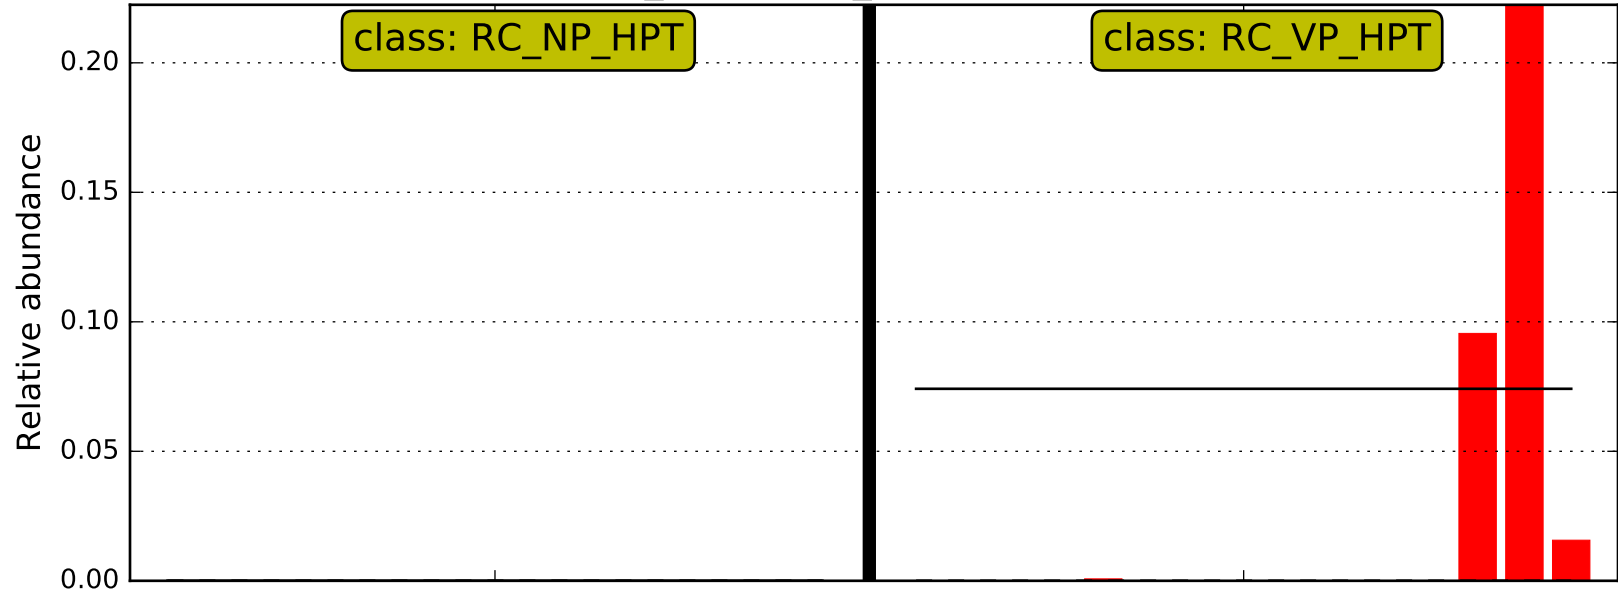 class: RC_NP_HPT
class: RC_VP_HPT
Relative abundance
0.20
0.15
0.10
0.05
0.00